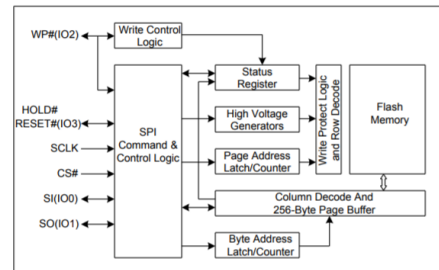 WP#(IO2)
Write Control
Logic
HOLD#
RESET#(IO3)
SCLK
CS#
SI(IO0)
SO(IO1)
SPI
Command &
Control Logic
Status
Register
High Voltage
Generators
Page Address
Latch/Counter
Write Protect Logic
and Row Decode
Flash
Memory
Column Decode And
256-Byte Page Buffer
Byte Address
Latch/Counter